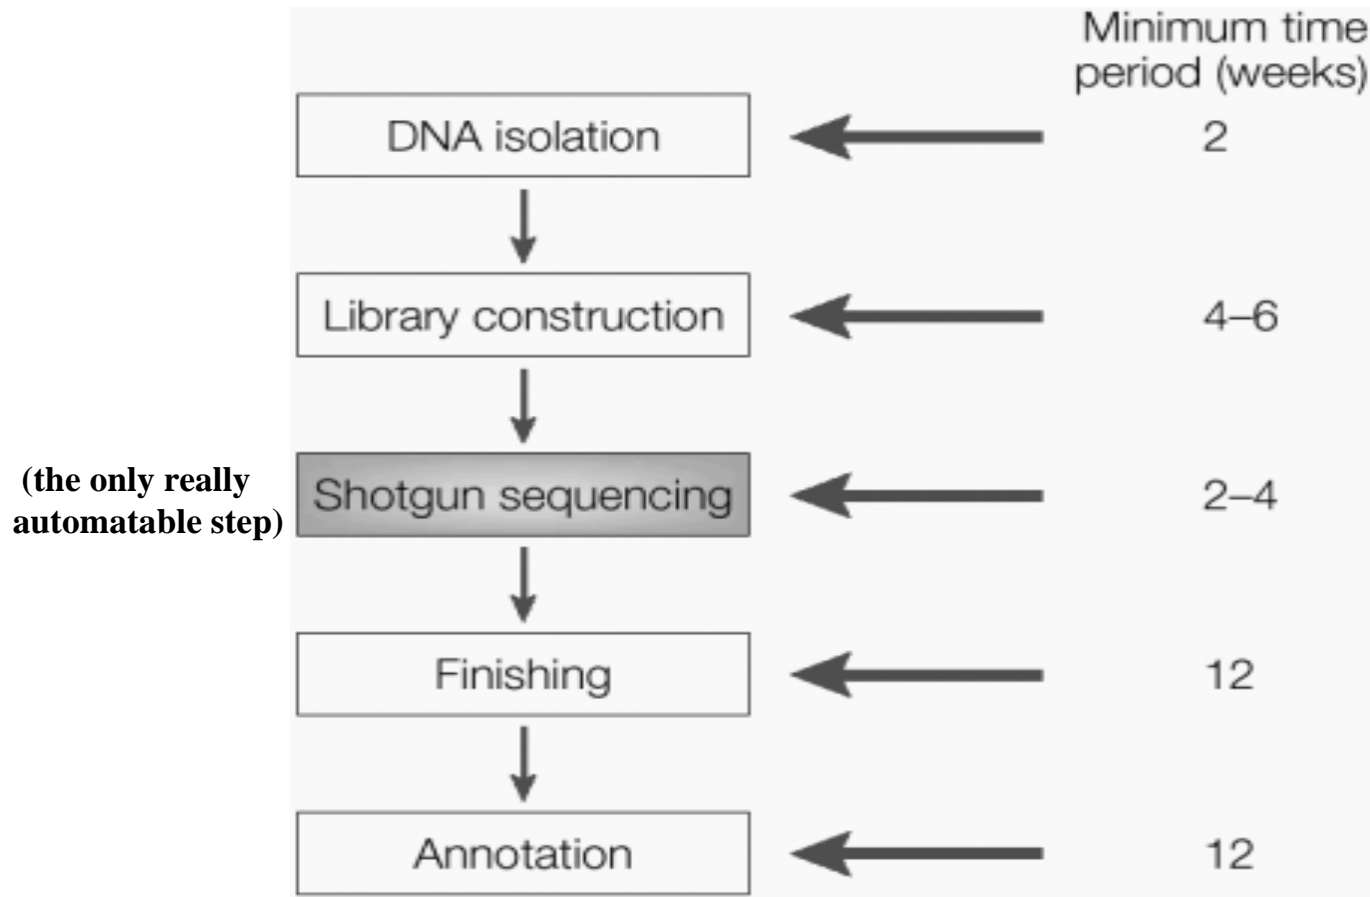 Minimum time
period (weeks)
DNA isolation
2
Library construction
4–6
(the only really
automatable step)
Shotgun sequencing
2–4
Finishing
12
Annotation
12